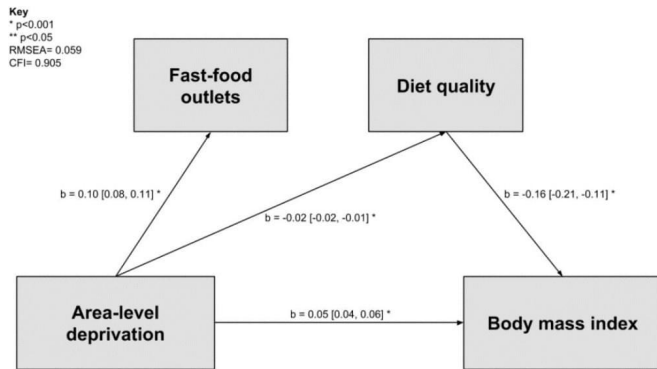 Key
* p<0.001
** p<0.05
RMSEA= 0.059
CFI= 0.905
Fast-food
outlets
Diet quality
b = 0.10 [0.08, 0.11] *
b = -0.16 [-0.21, -0.11] *
b = -0.02 [-0.02, -0.01] *
Area-level
deprivation
b = 0.05 [0.04, 0.06] *
Body mass index